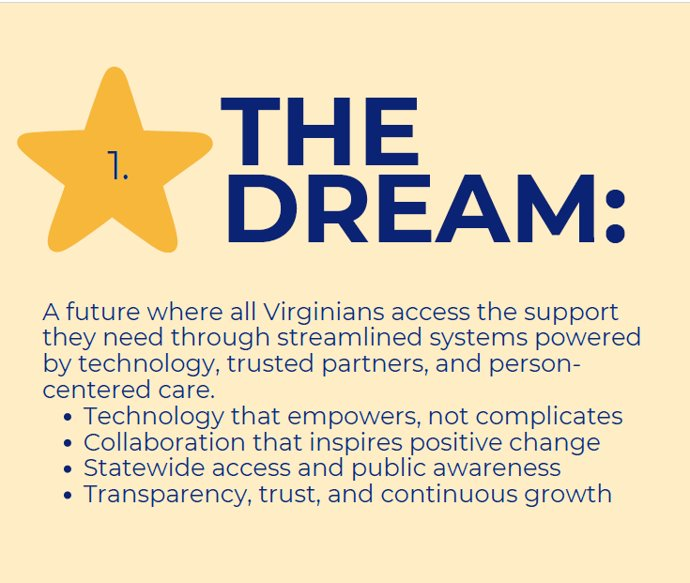 1.
THE
DREAM:
A future where all Virginians access the support
they need through streamlined systems powered
by technology, trusted partners, and person-
centered care.
• Technology that empowers, not complicates
• Collaboration that inspires positive change
• Statewide access and public awareness
• Transparency, trust, and continuous growth